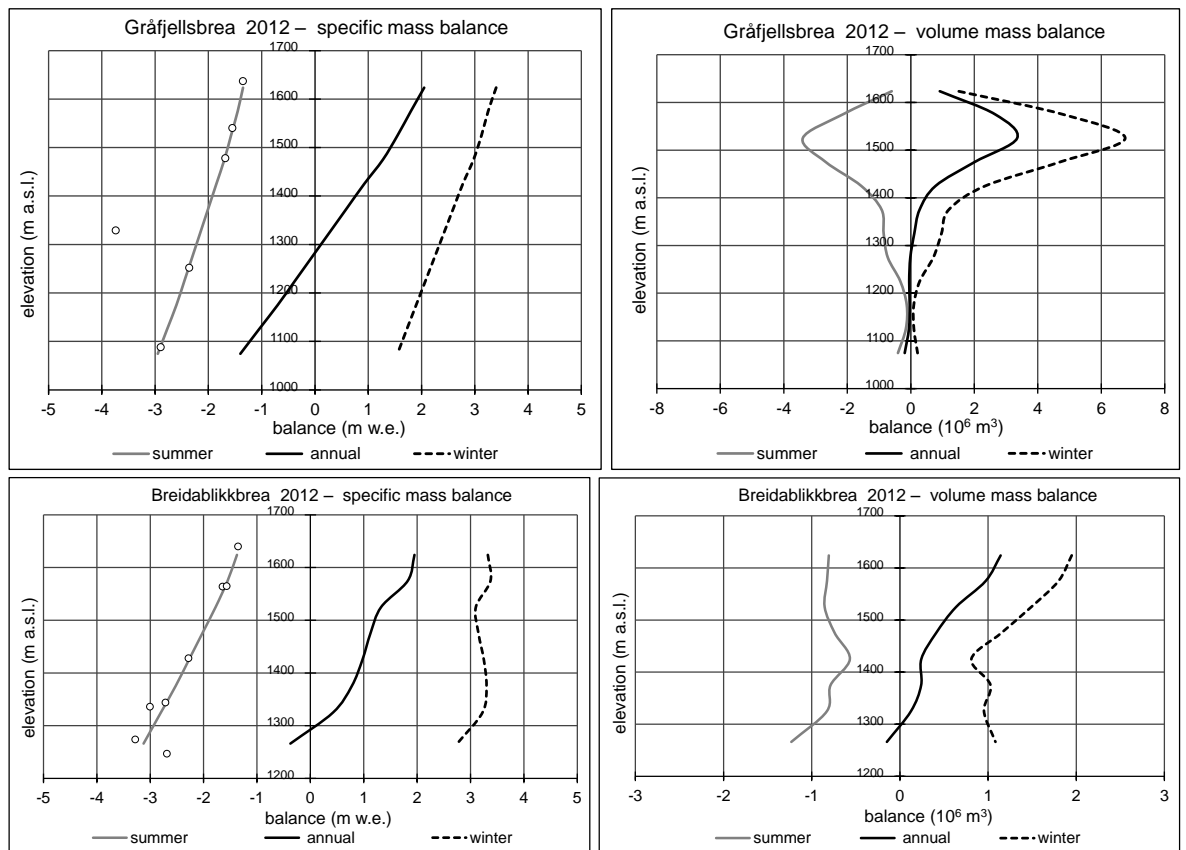 Gråfjellsbrea 2012 – specific mass balance
1700
1600
1500
1400
1300
1200
1100
1000
elevation (m a.s.l.)
-5 -4 -3 -2 -1 0 1 2 3 4 5
balance (m w.e.)
summer annual winter
Gråfjellsbrea 2012 – volume mass balance
1700
1600
1500
1400
1300
1200
1100
1000
elevation (m a.s.l.)
-8 -6 -4 -2 0 2 4 6 8
balance (10⁶ m³)
summer annual winter
Breidablikkbrea 2012 – specific mass balance
1700
1600
1500
1400
1300
1200
elevation (m a.s.l.)
-5 -4 -3 -2 -1 0 1 2 3 4 5
balance (m w.e.)
summer annual winter
Breidablikkbrea 2012 – volume mass balance
1700
1600
1500
1400
1300
1200
elevation (m a.s.l.)
-3 -2 -1 0 1 2 3
balance (10⁶ m³)
summer annual winter